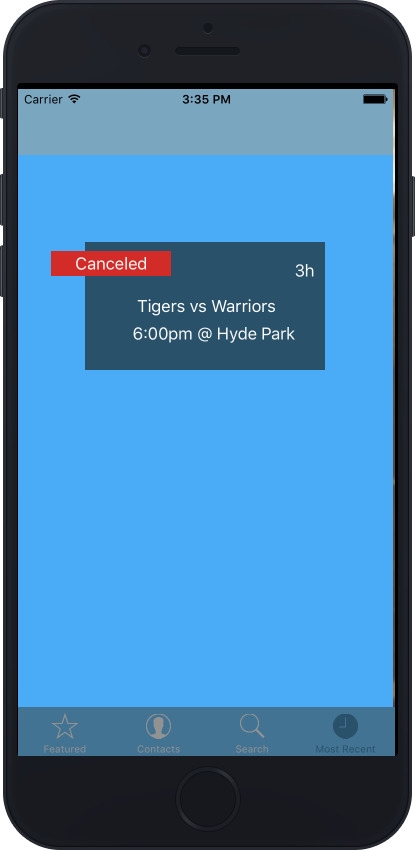 Carrier 3:35 PM
Canceled
3h
Tigers vs Warriors
6:00pm @ Hyde Park
Featured Contacts Search Most Recent